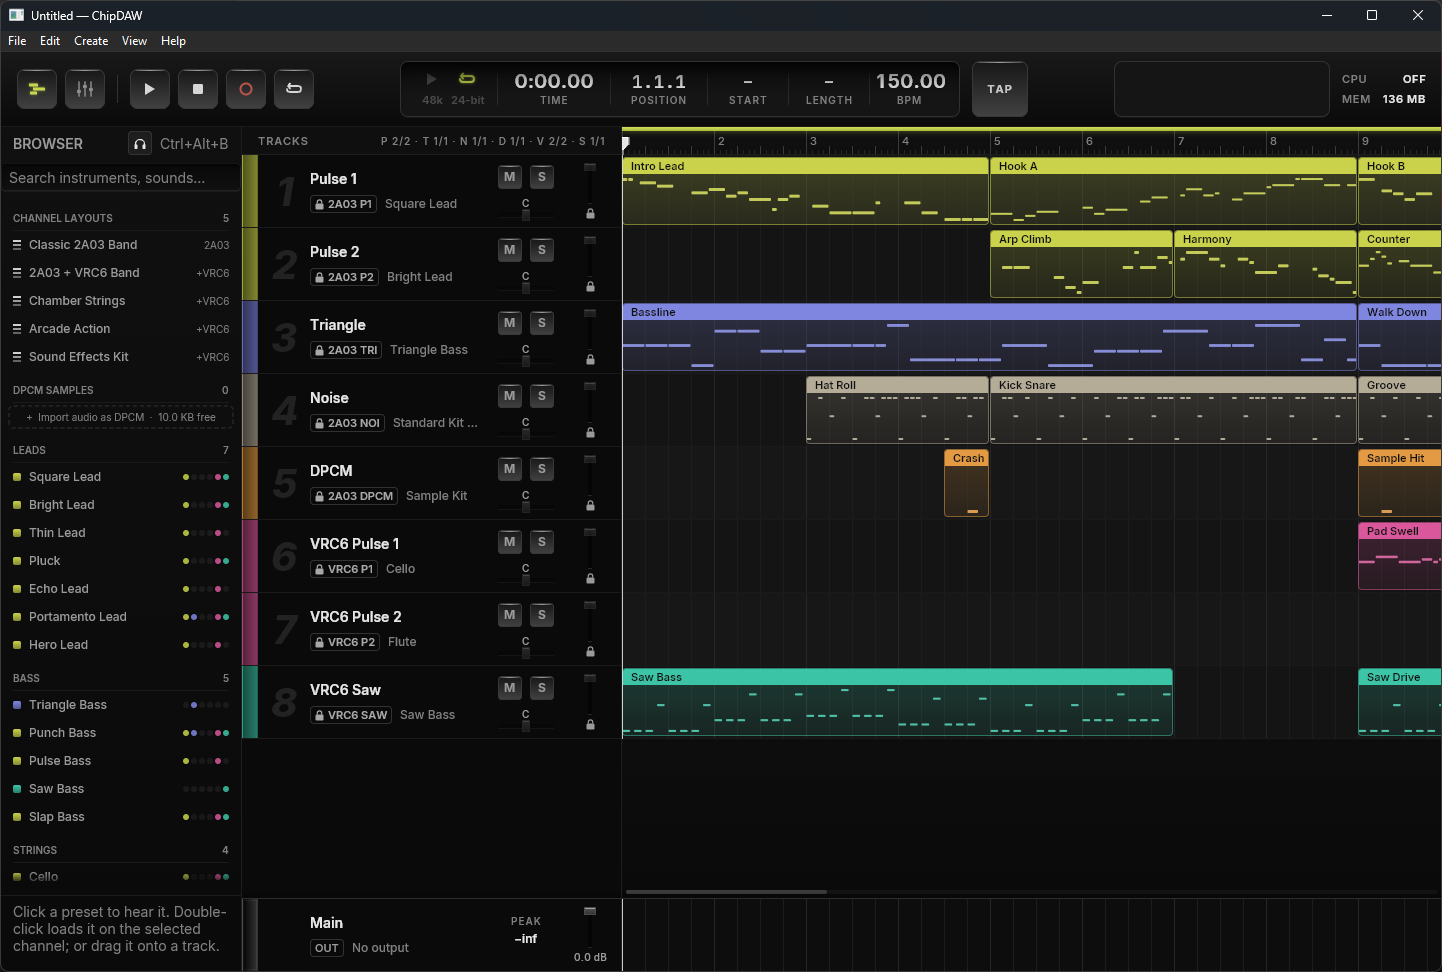 Untitled — ChipDAW
File Edit Create View Help
48k 24-bit
0:00.00
TIME
1.1.1
POSITION
–
START
–
LENGTH
150.00
BPM
TAP
CPU OFF
MEM 136 MB
BROWSER Ctrl+Alt+B
Search instruments, sounds...
CHANNEL LAYOUTS 5
Classic 2A03 Band 2A03
2A03 + VRC6 Band +VRC6
Chamber Strings +VRC6
Arcade Action +VRC6
Sound Effects Kit +VRC6
DPCM SAMPLES 0
+ Import audio as DPCM · 10.0 KB free
LEADS 7
Square Lead
Bright Lead
Thin Lead
Pluck
Echo Lead
Portamento Lead
Hero Lead
BASS 5
Triangle Bass
Punch Bass
Pulse Bass
Saw Bass
Slap Bass
STRINGS 4
Cello
Click a preset to hear it. Double-
click loads it on the selected
channel; or drag it onto a track.
TRACKS P 2/2 · T 1/1 · N 1/1 · D 1/1 · V 2/2 · S 1/1
1 Pulse 1 M S
2A03 P1 Square Lead C
2 Pulse 2 M S
2A03 P2 Bright Lead C
3 Triangle M S
2A03 TRI Triangle Bass C
4 Noise M S
2A03 NOI Standard Kit ... C
5 DPCM M S
2A03 DPCM Sample Kit C
6 VRC6 Pulse 1 M S
VRC6 P1 Cello C
7 VRC6 Pulse 2 M S
VRC6 P2 Flute C
8 VRC6 Saw M S
VRC6 SAW Saw Bass C
2 3 4 5 6 7 8 9
Intro Lead Hook A Hook B
Arp Climb Harmony Counter
Bassline Walk Down
Hat Roll Kick Snare Groove
Crash Sample Hit
Pad Swell
Saw Bass Saw Drive
Main
OUT No output
PEAK
–inf
0.0 dB